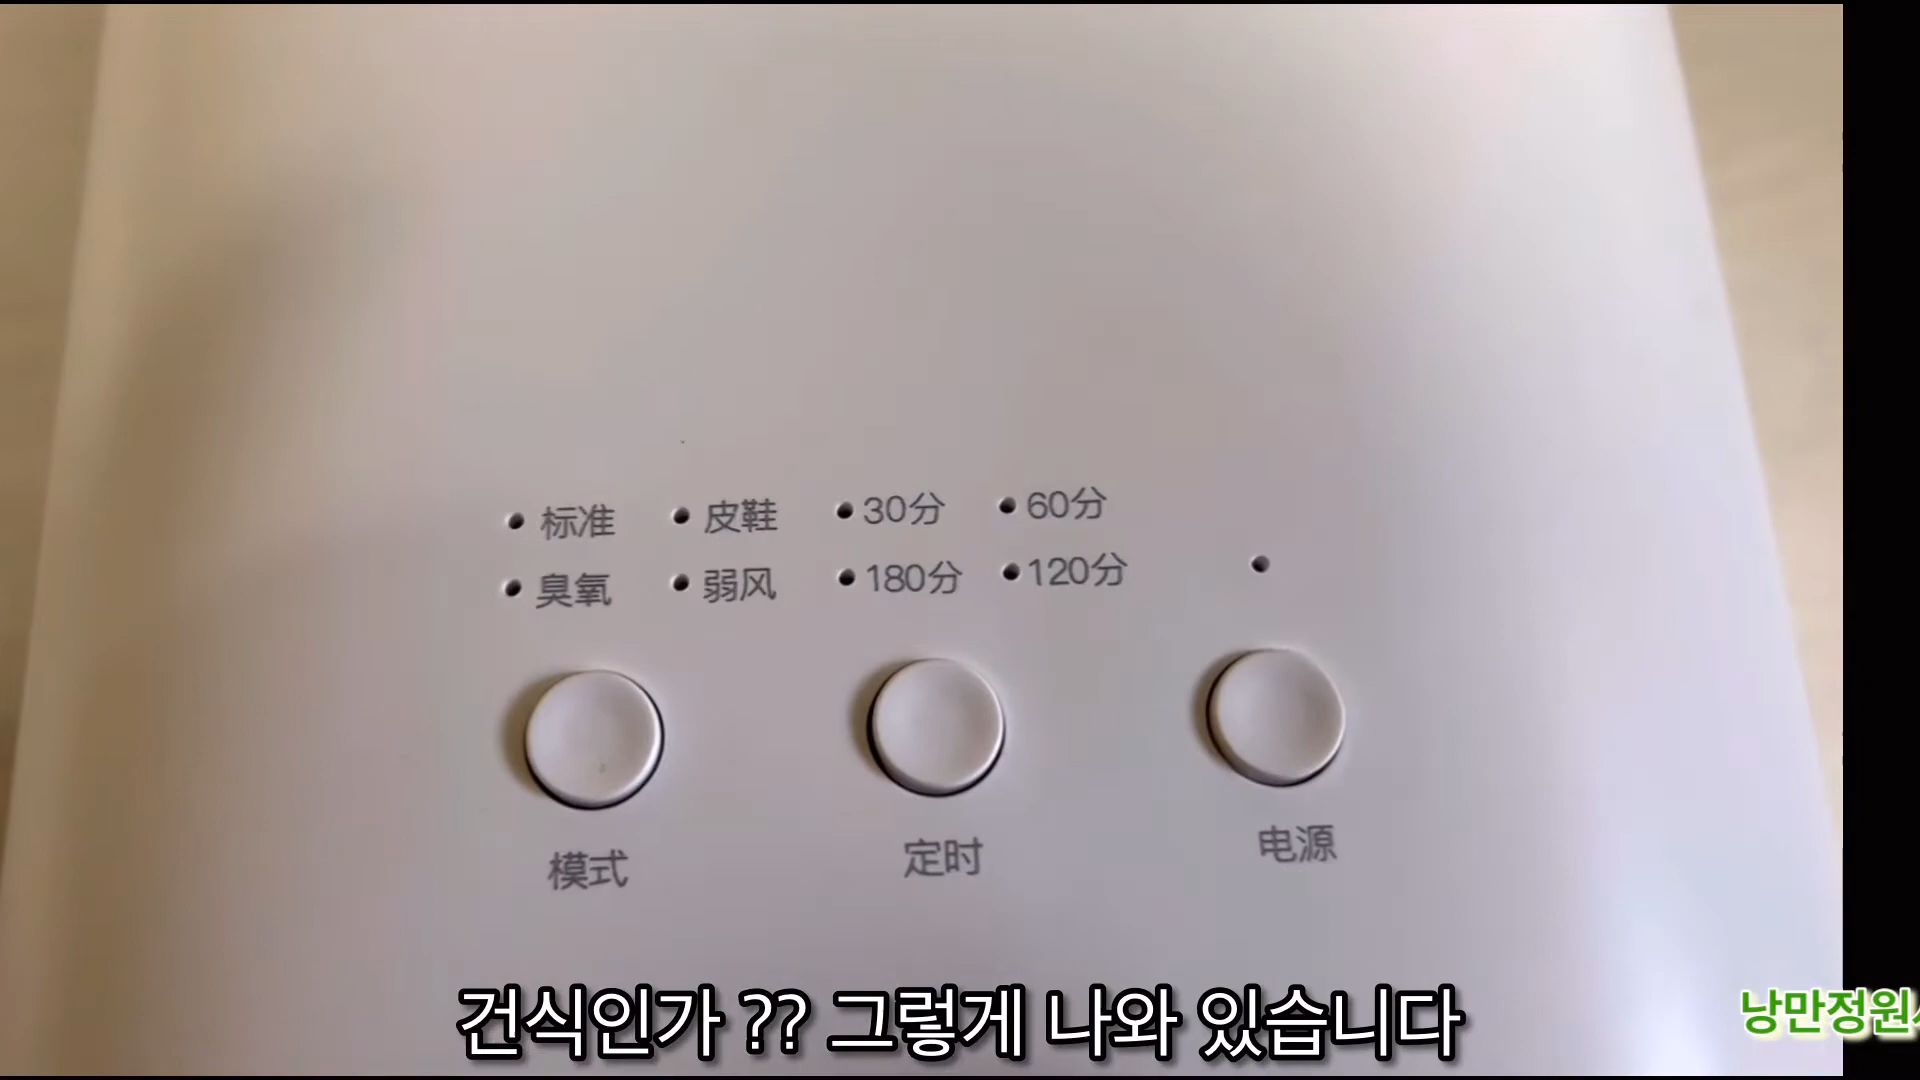 标准 皮鞋 30分 60分
臭氧 弱风 180分 120分
模式 定时 电源
건식인가 ?? 그렇게 나와 있습니다
낭만정원